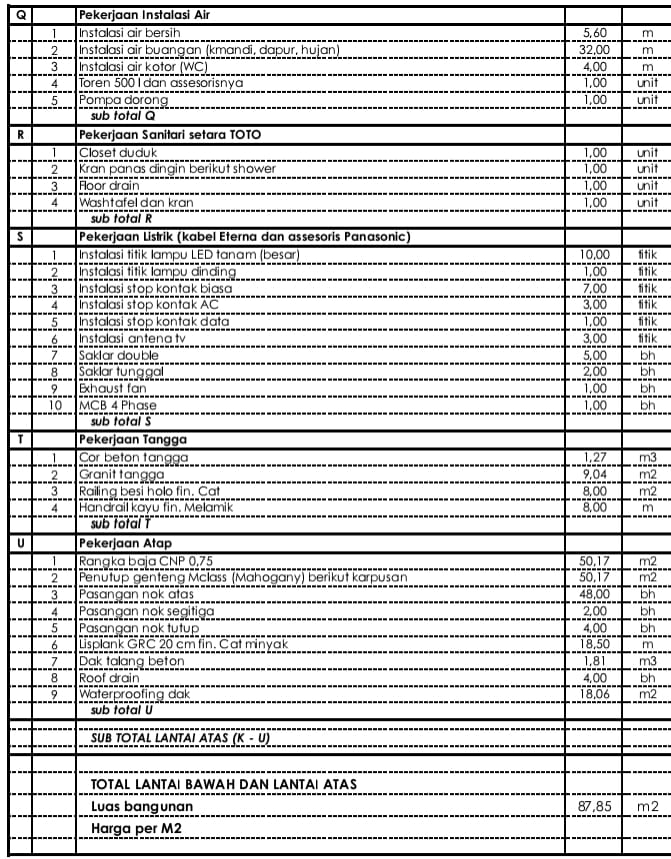 Q Pekerjaan Instalasi Air
1 Instalasi air bersih 5,60 m
2 Instalasi air buangan (kmandi, dapur, hujan) 32,00 m
3 Instalasi air kotor (WC) 4,00 m
4 Toren 500 l dan assesorisnya 1,00 unit
5 Pompa dorong 1,00 unit
sub total Q
R Pekerjaan Sanitari setara TOTO
1 Closet duduk 1,00 unit
2 Kran panas dingin berikut shower 1,00 unit
3 Floor drain 1,00 unit
4 Washtafel dan kran 1,00 unit
sub total R
S Pekerjaan Listrik (kabel Eterna dan assesoris Panasonic)
1 Instalasi titik lampu LED tanam (besar) 10,00 titik
2 Instalasi titik lampu dinding 1,00 titik
3 Instalasi stop kontak biasa 7,00 titik
4 Instalasi stop kontak AC 3,00 titik
5 Instalasi stop kontak data 1,00 titik
6 Instalasi antena tv 3,00 titik
7 Saklar double 5,00 bh
8 Saklar tunggal 2,00 bh
9 Exhaust fan 1,00 bh
10 MCB 4 Phase 1,00 bh
sub total S
T Pekerjaan Tangga
1 Cor beton tangga 1,27 m3
2 Granit tangga 9,04 m2
3 Railing besi holo fin. Cat 8,00 m2
4 Handrail kayu fin. Melamik 8,00 m
sub total T
U Pekerjaan Atap
1 Rangka baja CNP 0,75 50,17 m2
2 Penutup genteng Mclass (Mahogany) berikut karpusan 50,17 m2
3 Pasangan nok atas 48,00 bh
4 Pasangan nok segitiga 2,00 bh
5 Pasangan nok tutup 4,00 bh
6 Lisplank GRC 20 cm fin. Cat minyak 18,50 m
7 Dak talang beton 1,81 m3
8 Roof drain 4,00 bh
9 Waterproofing dak 18,06 m2
sub total U
SUB TOTAL LANTAI ATAS (K - U)
TOTAL LANTAI BAWAH DAN LANTAI ATAS
Luas bangunan 87,85 m2
Harga per M2